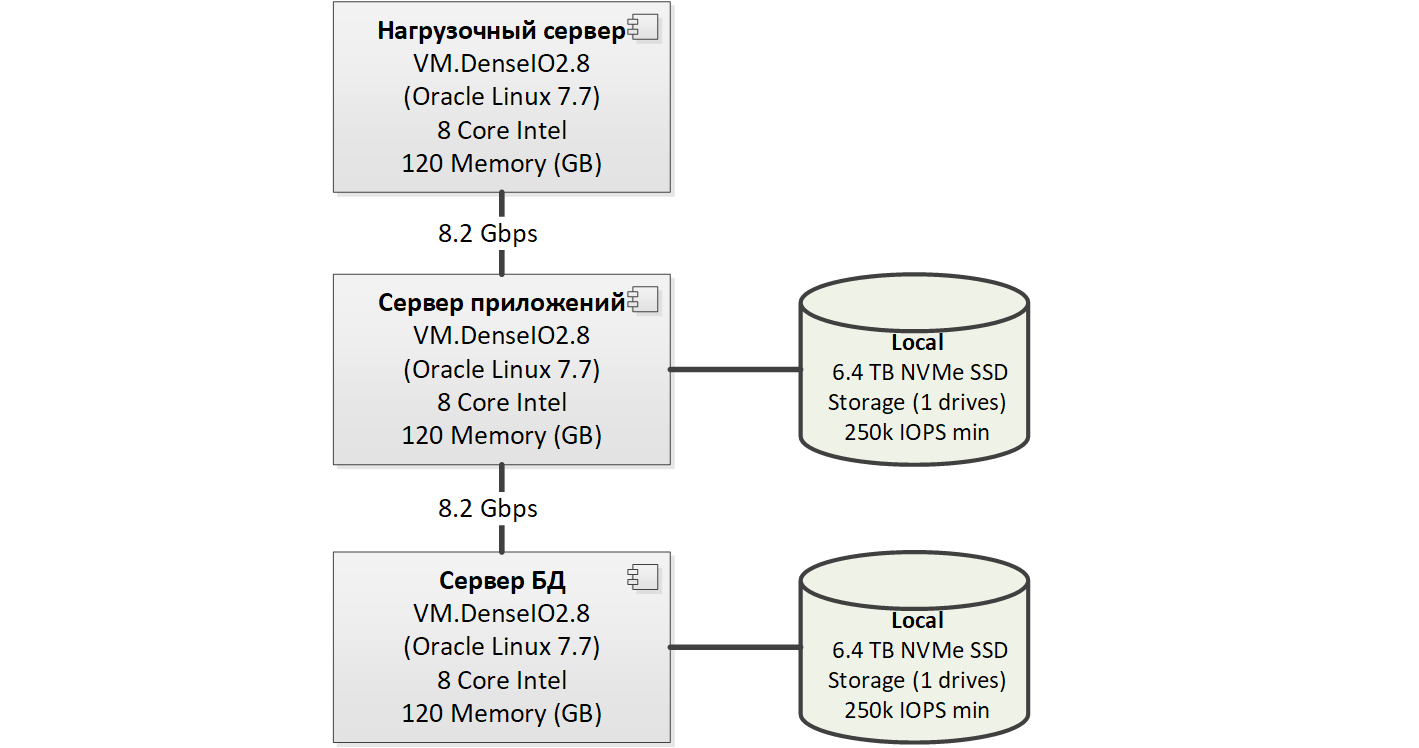 Нагрузочный сервер
VM.DenseIO2.8
(Oracle Linux 7.7)
8 Core Intel
120 Memory (GB)
8.2 Gbps
Сервер приложений
VM.DenseIO2.8
(Oracle Linux 7.7)
8 Core Intel
120 Memory (GB)
Local
6.4 TB NVMe SSD
Storage (1 drives)
250k IOPS min
8.2 Gbps
Сервер БД
VM.DenseIO2.8
(Oracle Linux 7.7)
8 Core Intel
120 Memory (GB)
Local
6.4 TB NVMe SSD
Storage (1 drives)
250k IOPS min